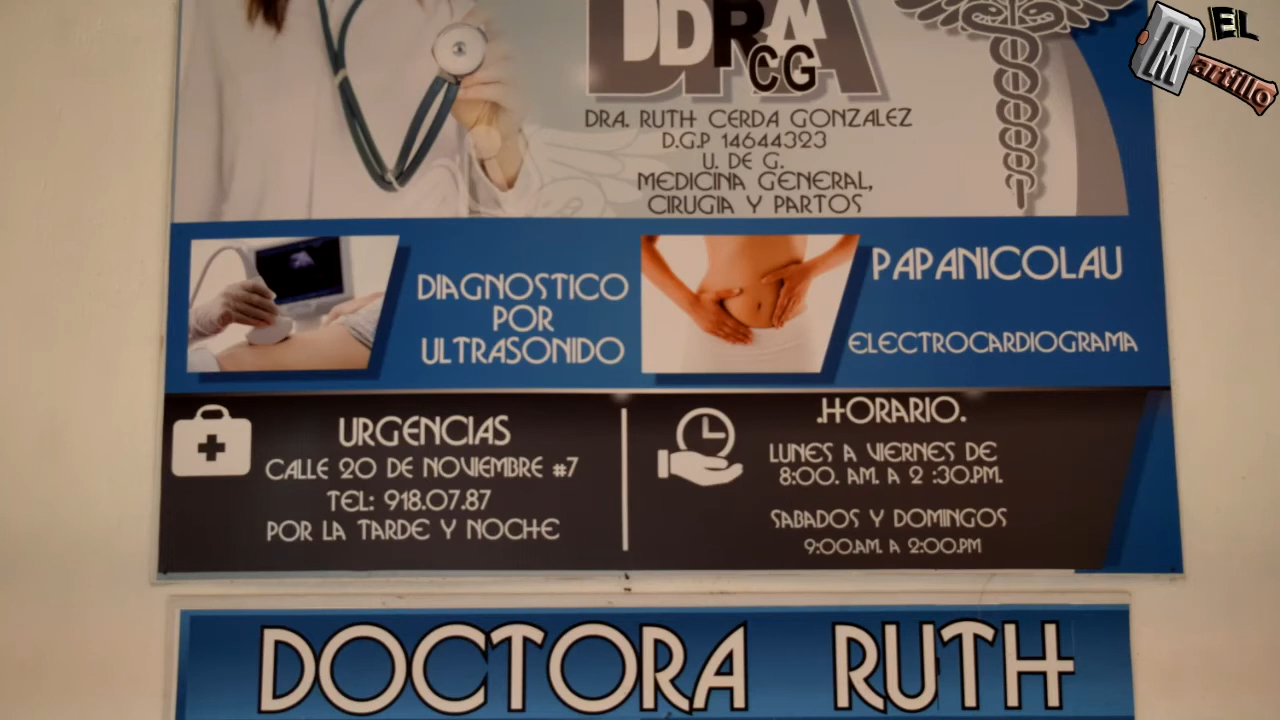 EL
Martillo
DRA
CG
DRA. RUTH CERDA GONZALEZ
D.G.P 14644323
U. DE G.
MEDICINA GENERAL,
CIRUGIA Y PARTOS
DIAGNOSTICO
POR
ULTRASONIDO
PAPANICOLAU
ELECTROCARDIOGRAMA
URGENCIAS
CALLE 20 DE NOVIEMBRE #7
TEL: 918.07.87
POR LA TARDE Y NOCHE
.HORARIO.
LUNES A VIERNES DE
8:00. AM. A 2 :30.PM.
SABADOS Y DOMINGOS
9:00.AM. A 2:00.PM
DOCTORA RUTH